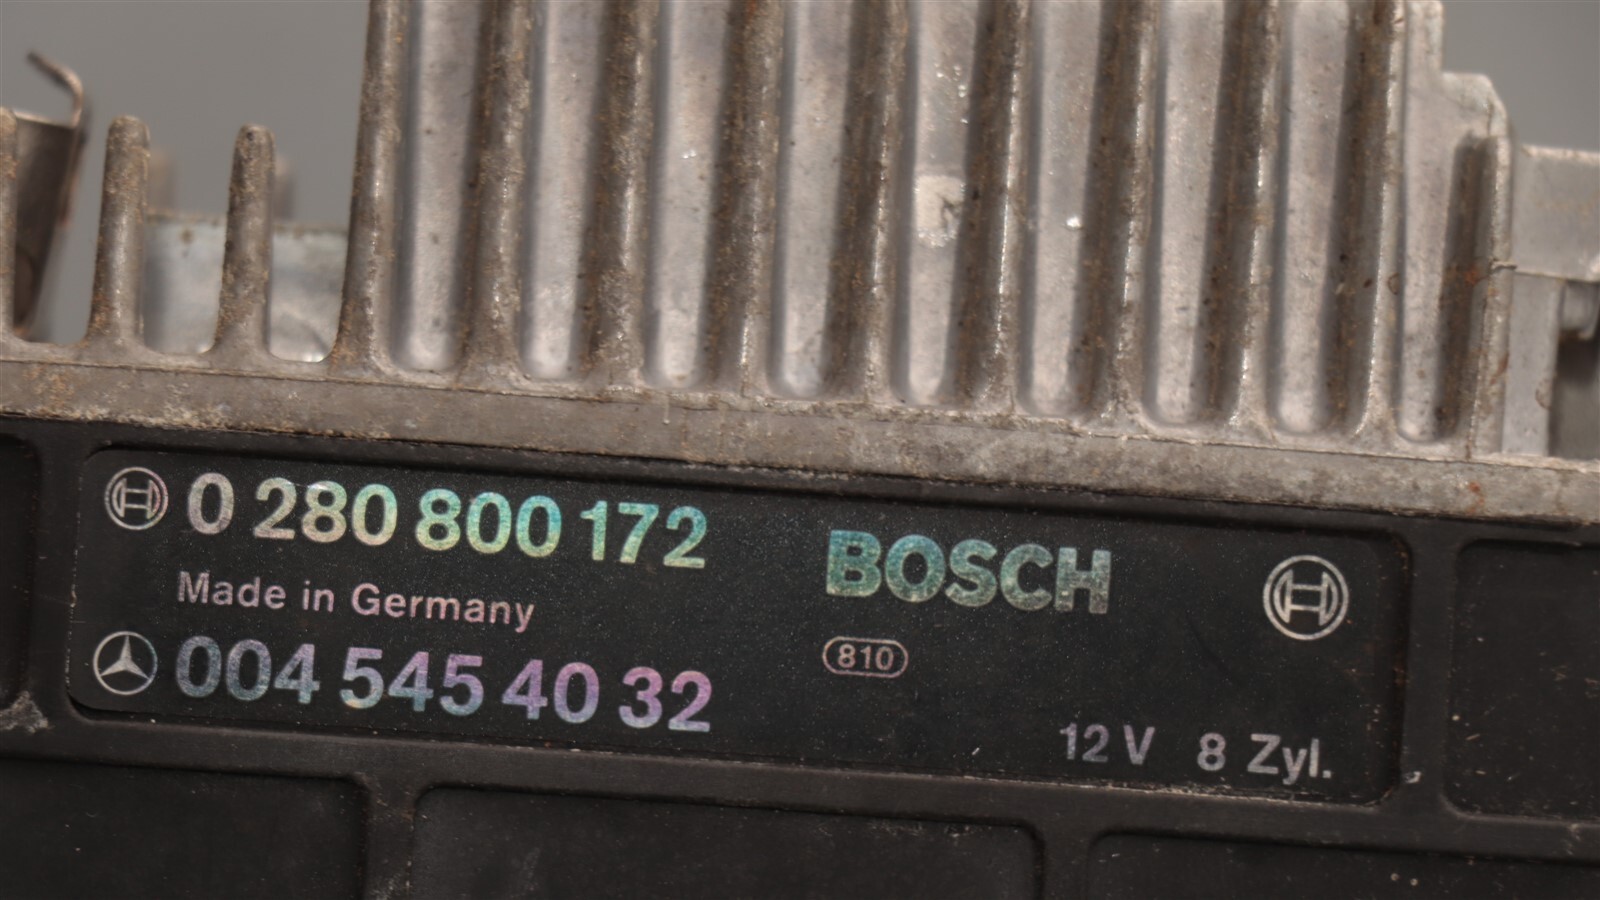 0 280 800 172
BOSCH
Made in Germany
810
004 545 40 32
12 V 8 Zyl.